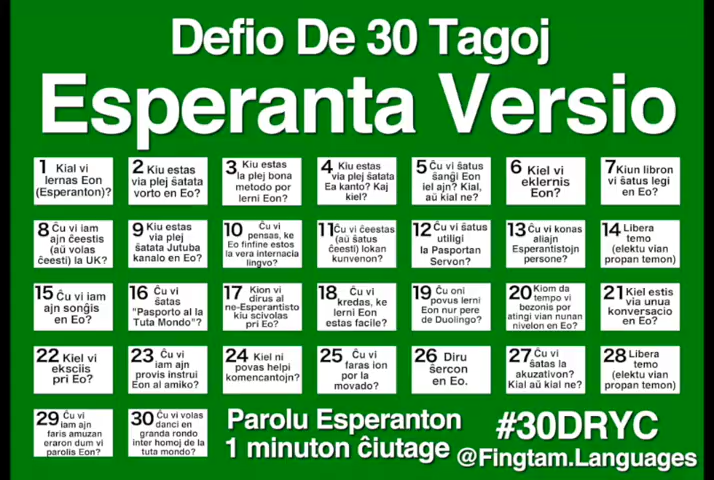 Defio De 30 Tagoj
Esperanta Versio
1 Kial vi
lernas Eon
(Esperanton)?
2 Kiu estas
via plej ŝatata
vorto en Eo?
3 Kiu estas
la plej bona
metodo por
lerni Eon?
4 Kiu estas
via plej ŝatata
Ea kanto? Kaj
kiel?
5 Ĉu vi ŝatus
ŝanĝi Eon
iel ajn? Kial,
aŭ kial ne?
6 Kiel vi
eklernis
Eon?
7 Kiun libron
vi ŝatus legi
en Eo?
8 Ĉu vi iam
ajn ĉeestis
(aŭ volas
ĉeesti) la UK?
9 Kiu estas
via plej
ŝatata Jutuba
kanalo en Eo?
10 Ĉu vi
pensas, ke
Eo finfine estos
la vera internacia
lingvo?
11 Ĉu vi ĉeestas
(aŭ ŝatus
ĉeesti) lokan
kunvenon?
12 Ĉu vi ŝatus
utiligi
la Pasportan
Servon?
13 Ĉu vi konas
aliajn
Esperantistojn
persone?
14 Libera
temo
(elektu vian
propan temon)
15 Ĉu vi iam
ajn sonĝis
en Eo?
16 Ĉu vi
ŝatas
"Pasporto al la
Tuta Mondo"?
17 Kion vi
dirus al
ne-Esperantisto
kiu scivolas
pri Eo?
18 Ĉu vi
kredas, ke
lerni Eon
estas facile?
19 Ĉu oni
povus lerni
Eon nur pere
de Duolingo?
20 Kiom da
tempo vi
bezonis por
atingi vian nunan
nivelon en Eo?
21 Kiel estis
via unua
konversacio
en Eo?
22 Kiel vi
eksciis
pri Eo?
23 Ĉu vi
iam ajn
provis instrui
Eon al amiko?
24 Kiel ni
povas helpi
komencantojn?
25 Ĉu vi
faras ion
por la
movado?
26 Diru
ŝercon
en Eo.
27 Ĉu vi
ŝatas la
akuzativon?
Kial aŭ kial ne?
28 Libera
temo
(elektu vian
propan temon)
29 Ĉu vi
iam ajn
faris amuzan
eraron dum vi
parolis Eon?
30 Ĉu vi volas
danci en
granda rondo
inter homoj de la
tuta mondo?
Parolu Esperanton
1 minuton ĉiutage
#30DRYC
@Fingtam.Languages